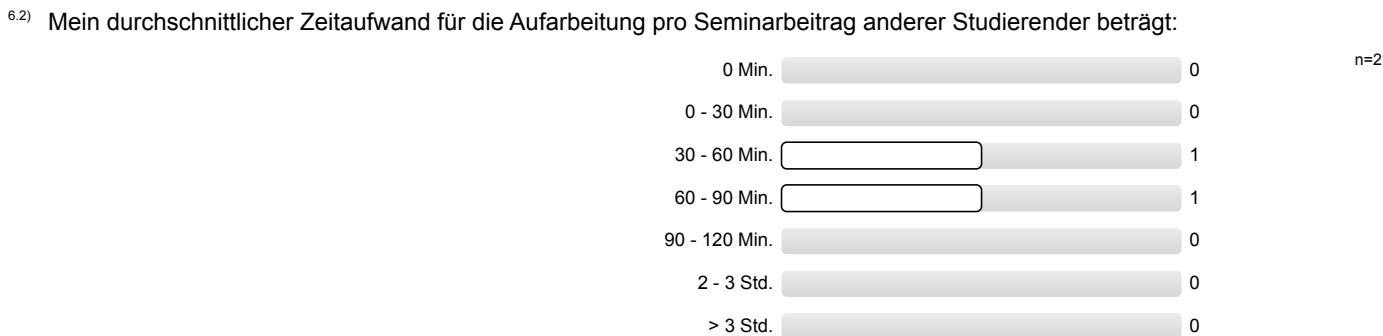 6.2) Mein durchschnittlicher Zeitaufwand für die Aufarbeitung pro Seminarbeitrag anderer Studierender beträgt:
n=2
0 Min. 0
0 - 30 Min. 0
30 - 60 Min. 1
60 - 90 Min. 1
90 - 120 Min. 0
2 - 3 Std. 0
> 3 Std. 0